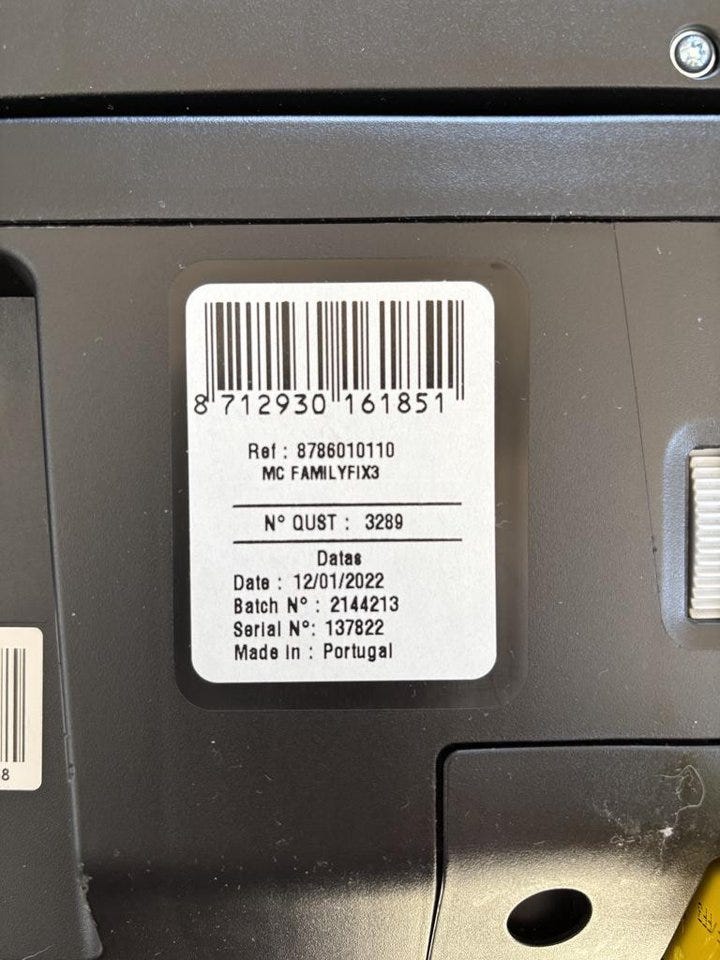 8 712930 161851
Ref : 8786010110
MC FAMILYFIX3
N° QUST : 3289
Datas
Date : 12/01/2022
Batch N° : 2144213
Serial N°: 137822
Made in : Portugal
8